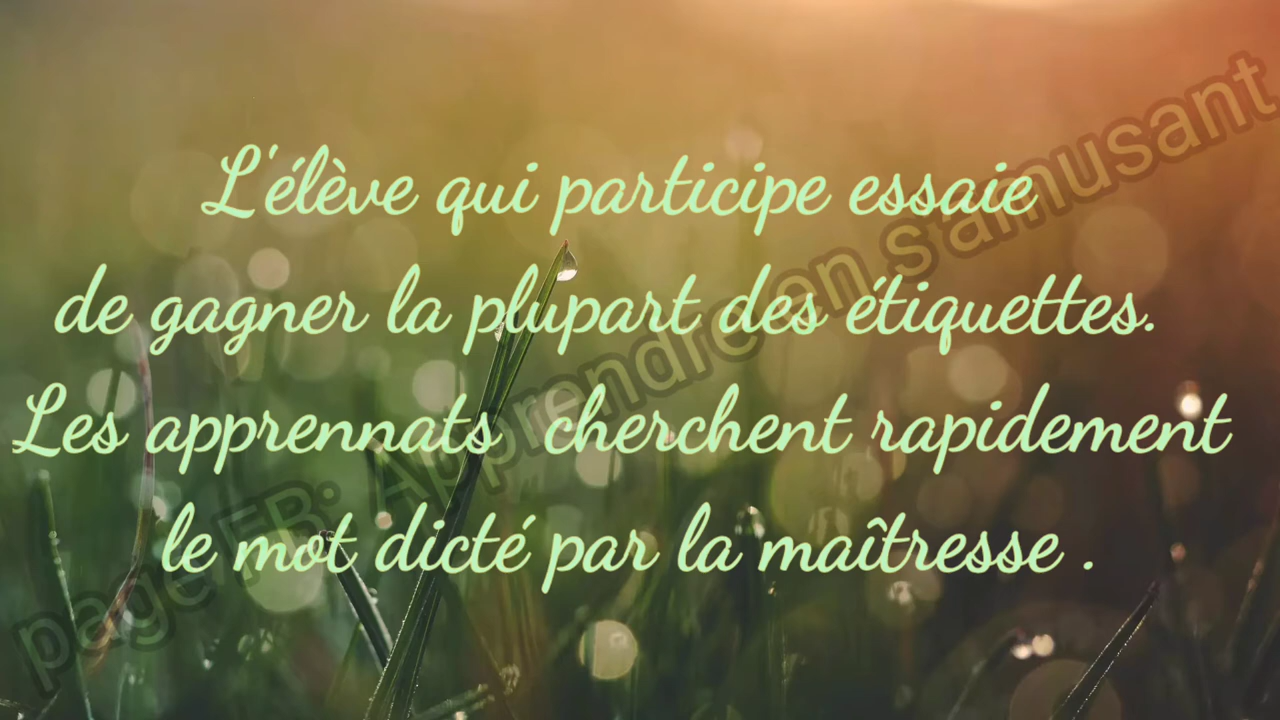 L'élève qui participe essaie
de gagner la plupart des étiquettes.
Les apprennats cherchent rapidement
le mot dicté par la maîtresse .
page FB: Apprendre en s'amusant